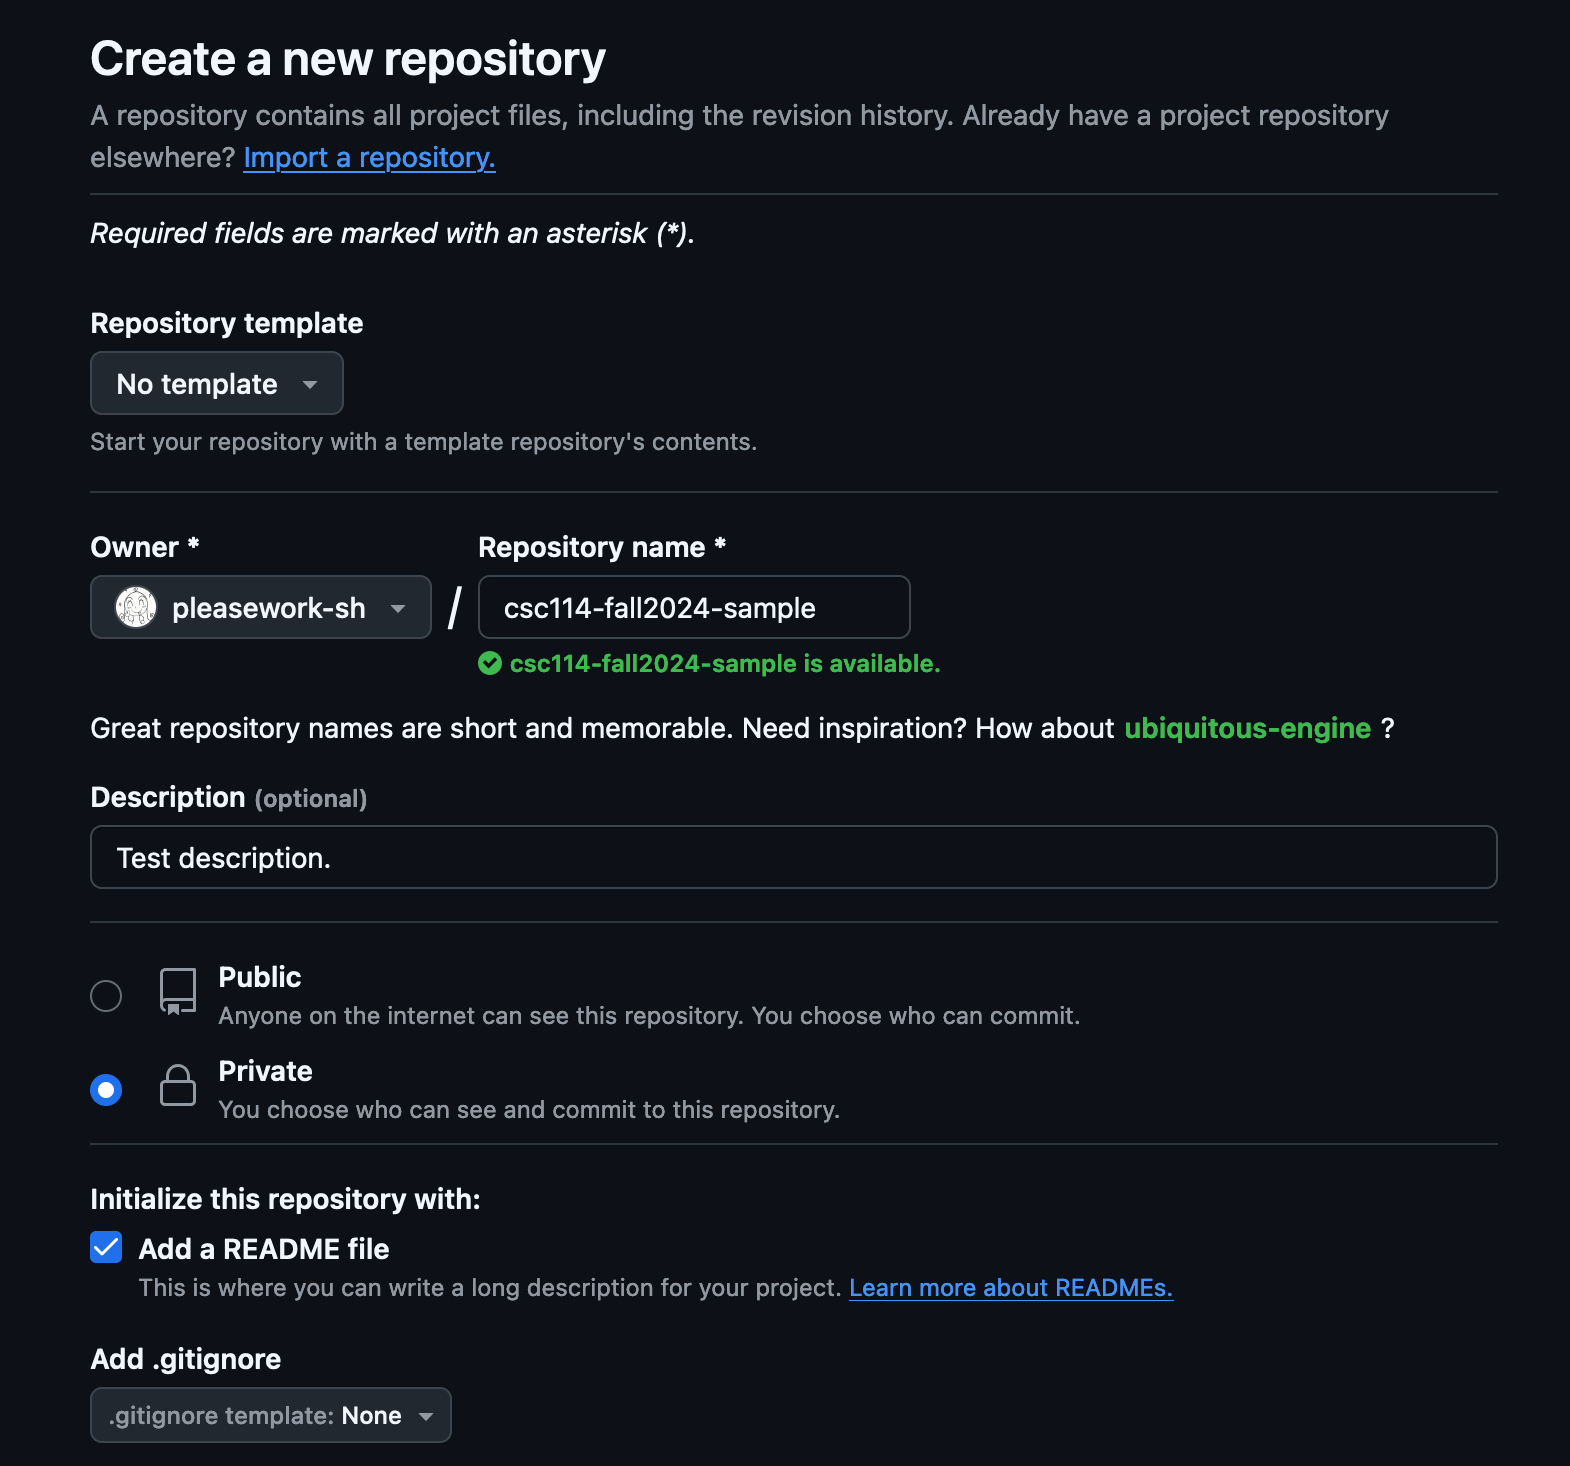 Create a new repository
A repository contains all project files, including the revision history. Already have a project repository
elsewhere? Import a repository.
Required fields are marked with an asterisk (*).
Repository template
No template
Start your repository with a template repository's contents.
Owner *
Repository name *
pleasework-sh
/
csc114-fall2024-sample
csc114-fall2024-sample is available.
Great repository names are short and memorable. Need inspiration? How about ubiquitous-engine ?
Description (optional)
Test description.
Public
Anyone on the internet can see this repository. You choose who can commit.
Private
You choose who can see and commit to this repository.
Initialize this repository with:
Add a README file
This is where you can write a long description for your project. Learn more about READMEs.
Add .gitignore
.gitignore template: None